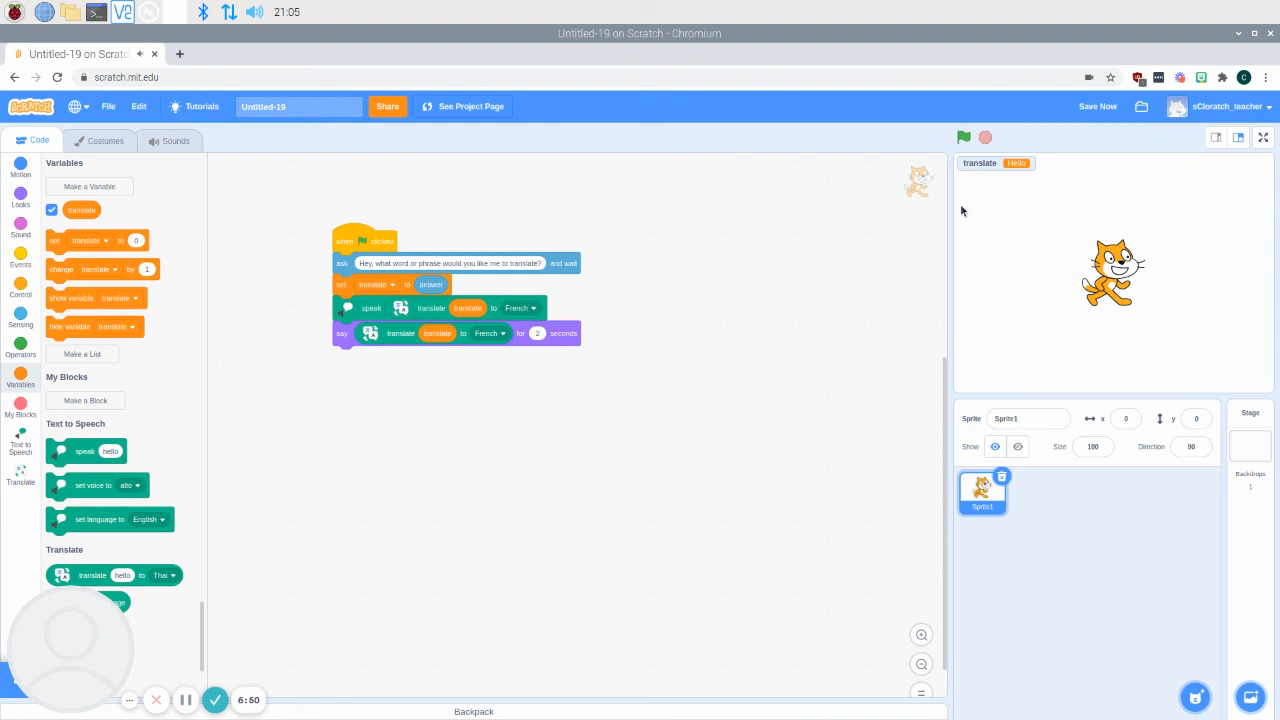 21:05
Untitled-19 on Scratch - Chromium
Untitled-19 on Scratch
scratch.mit.edu
C
SCRATCH
File
Edit
Tutorials
Untitled-19
Share
See Project Page
Save Now
sCloratch_teacher
Code
Costumes
Sounds
Motion
Looks
Sound
Events
Control
Sensing
Operators
Variables
My Blocks
Text to
Speech
Translate
Variables
Make a Variable
translate
set translate to 0
change translate by 1
show variable translate
hide variable translate
Make a List
My Blocks
Make a Block
Text to Speech
speak hello
set voice to alto
set language to English
Translate
translate hello to Thai
when clicked
ask Hey, what word or phrase would you like me to translate? and wait
set translate to answer
speak translate translate to French
say translate translate to French for 2 seconds
translate Hello
Sprite Sprite1 x 0 y 0
Show Size 100 Direction 90
Sprite1
Stage
Backdrops
1
6:50
Backpack